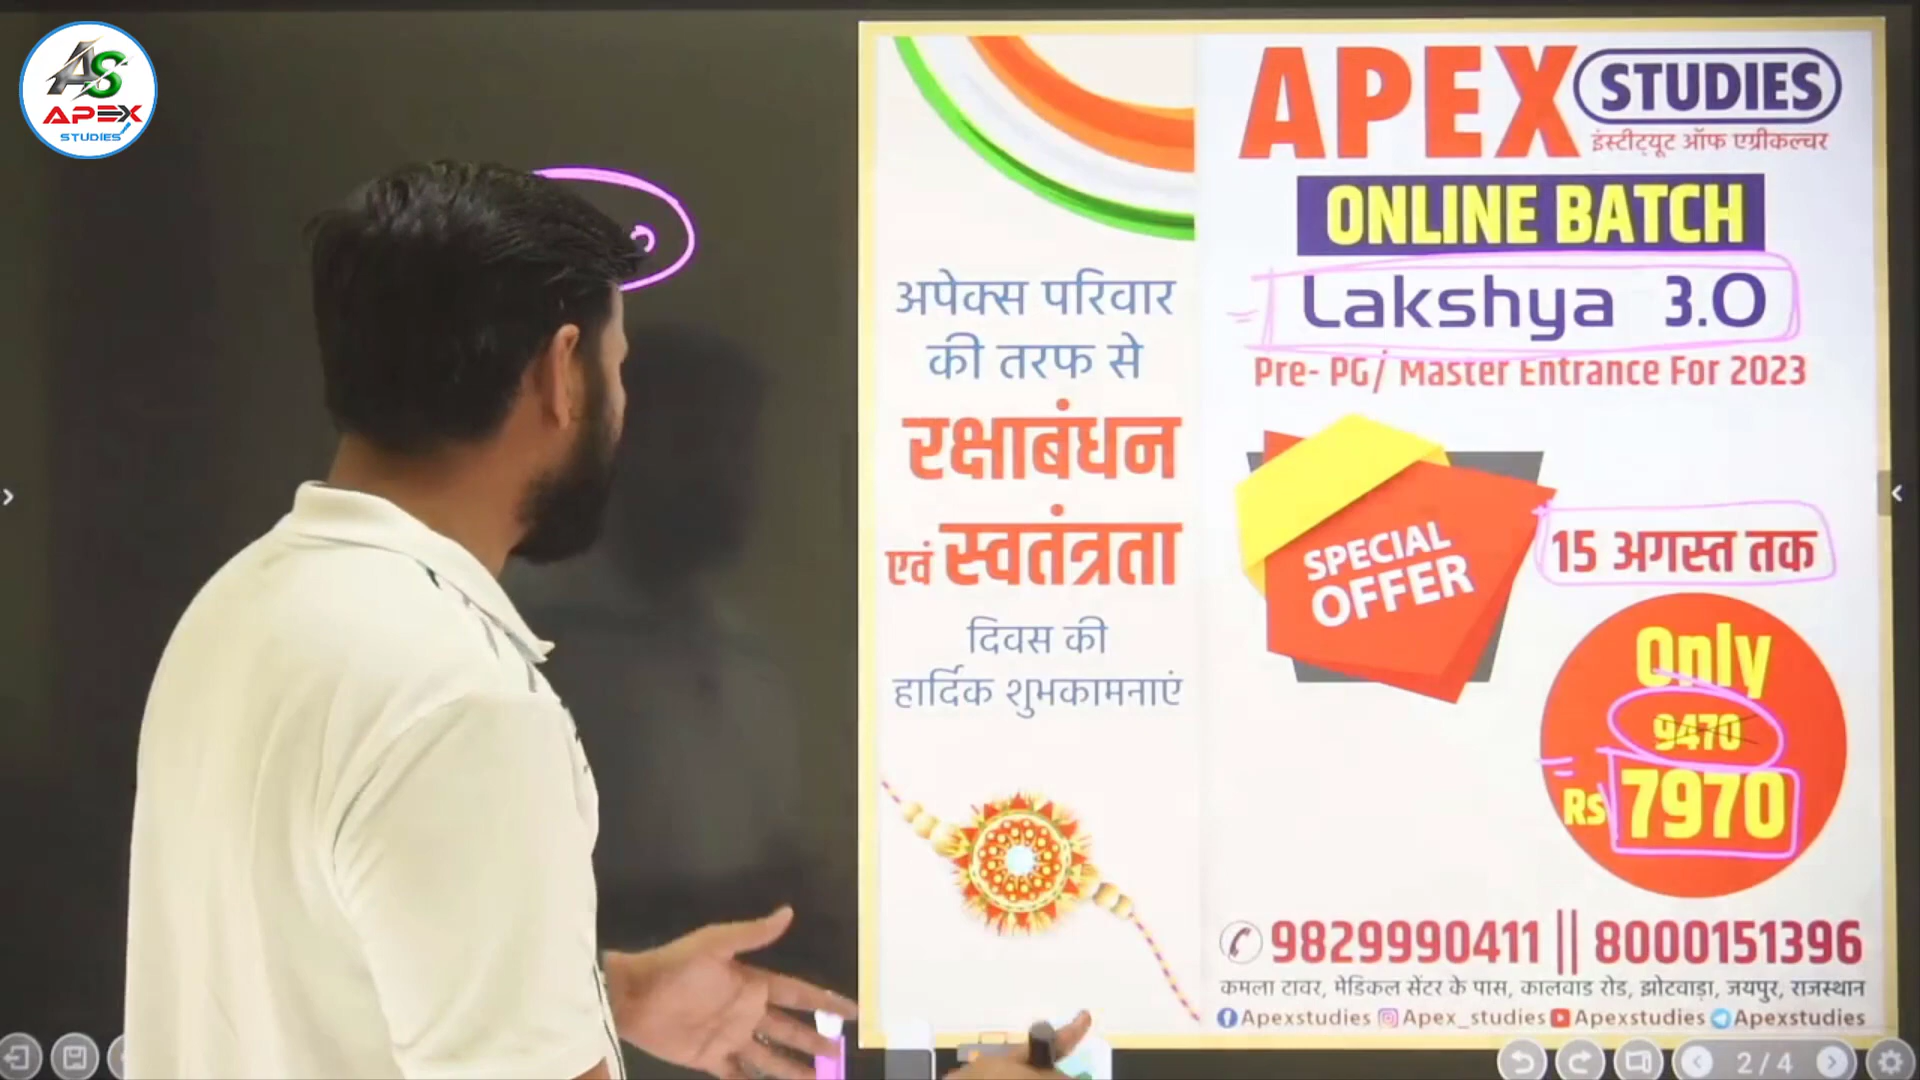 AS
APEX
STUDIES
APEX STUDIES
इंस्टीट्यूट ऑफ एग्रीकल्चर
ONLINE BATCH
Lakshya 3.0
Pre- PG/ Master Entrance For 2023
अपेक्स परिवार
की तरफ से
रक्षाबंधन
एवं स्वतंत्रता
दिवस की
हार्दिक शुभकामनाएं
SPECIAL
OFFER
15 अगस्त तक
Only
9470
Rs 7970
9829990411 || 8000151396
कमला टावर, मेडिकल सेंटर के पास, कालवाड रोड, झोटवाड़ा, जयपुर, राजस्थान
Apexstudies Apex_studies Apexstudies Apexstudies
2 / 4